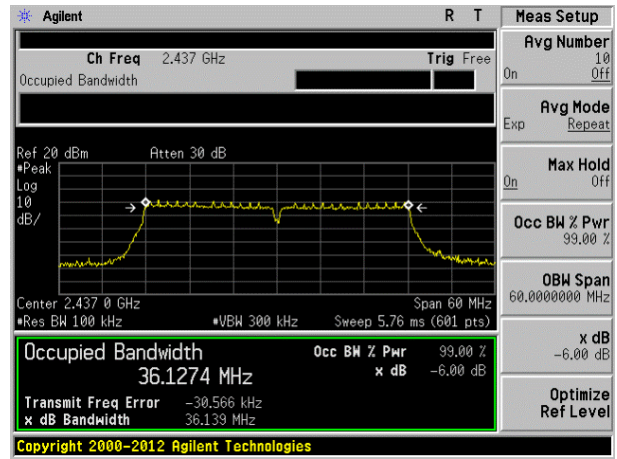 Agilent R T Meas Setup
Ch Freq 2.437 GHz Trig Free
Occupied Bandwidth
Avg Number
10
On Off
Avg Mode
Exp Repeat
Max Hold
On Off
Occ BW % Pwr
99.00 %
OBW Span
60.0000000 MHz
x dB
-6.00 dB
Optimize
Ref Level
Ref 20 dBm Atten 30 dB
#Peak
Log
10
dB/
Center 2.437 0 GHz Span 60 MHz
#Res BW 100 kHz #VBW 300 kHz Sweep 5.76 ms (601 pts)
Occupied Bandwidth Occ BW % Pwr 99.00 %
36.1274 MHz x dB -6.00 dB
Transmit Freq Error -30.566 kHz
x dB Bandwidth 36.139 MHz
Copyright 2000-2012 Agilent Technologies